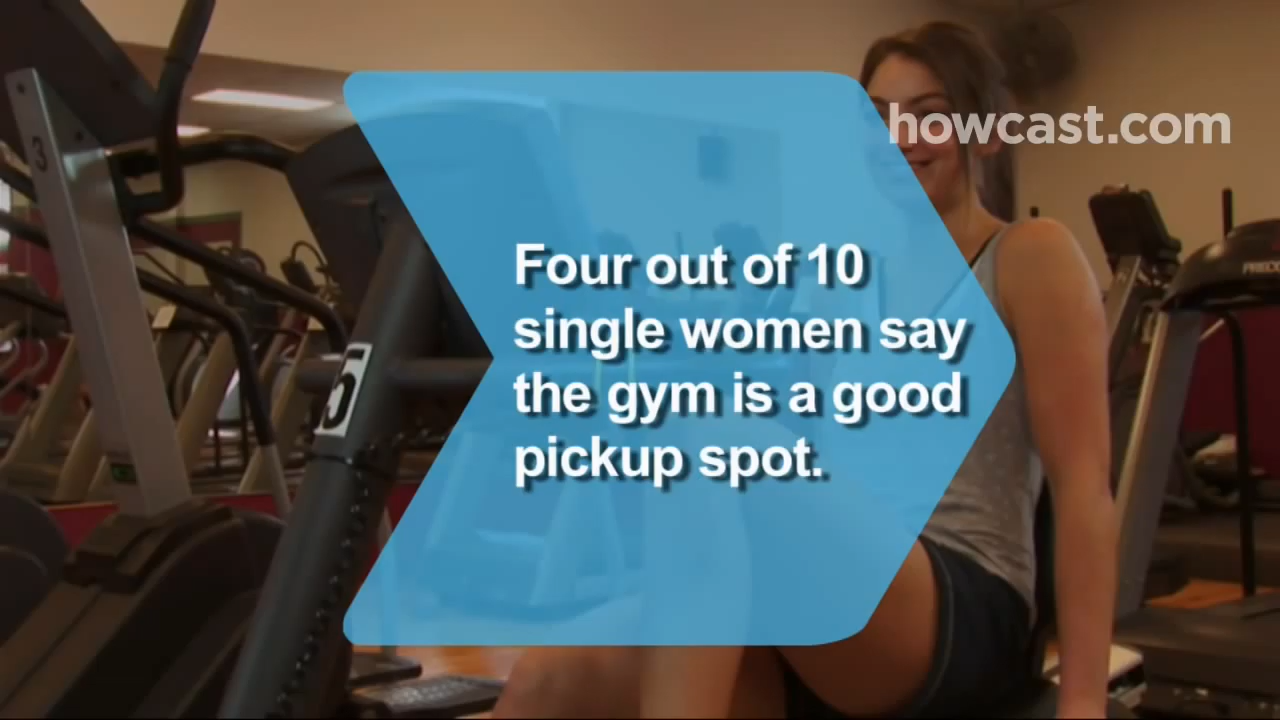 howcast.com
Four out of 10
single women say
the gym is a good
pickup spot.
3
5